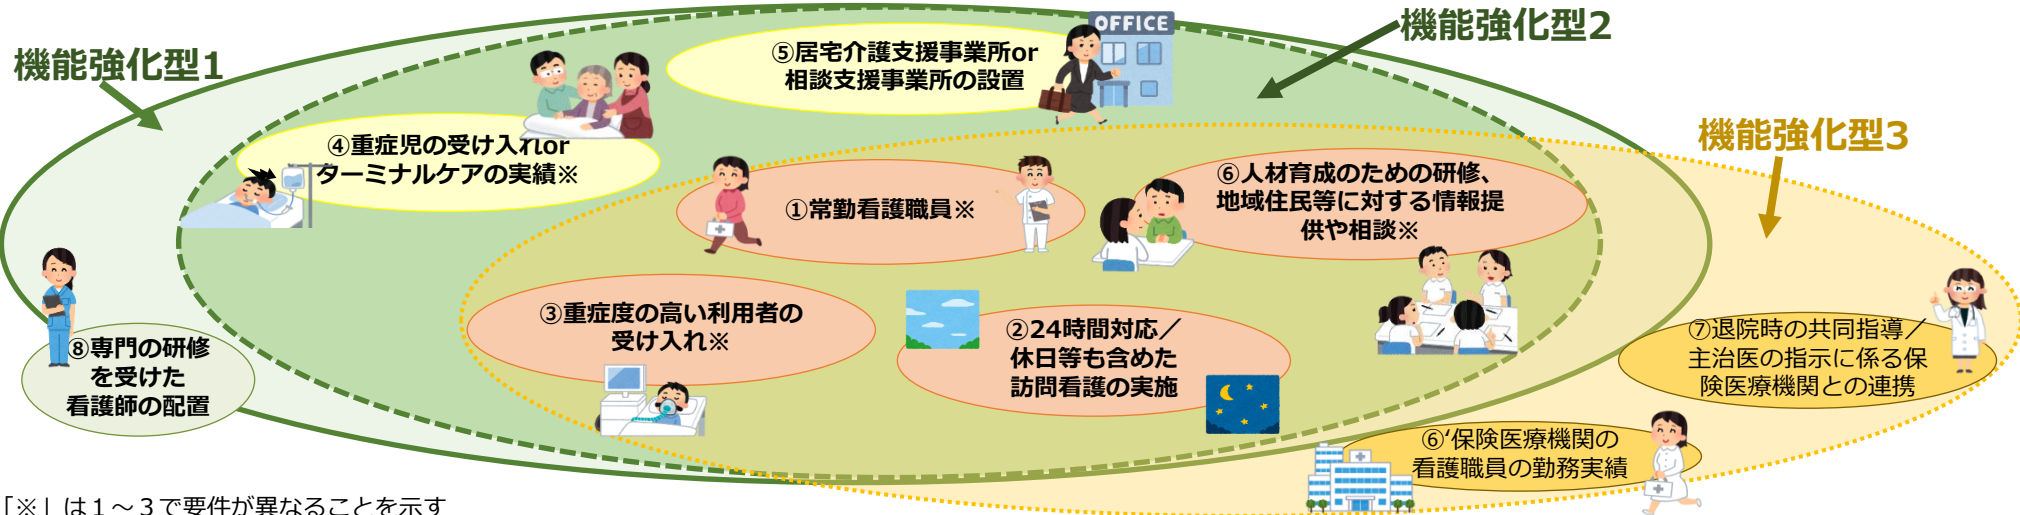 機能強化型1
機能強化型2
機能強化型3
OFFICE
⑤居宅介護支援事業所or
相談支援事業所の設置
④重症児の受け入れor
ターミナルケアの実績※
①常勤看護職員※
⑥人材育成のための研修、
地域住民等に対する情報提
供や相談※
③重症度の高い利用者の
受け入れ※
②24時間対応／
休日等も含めた
訪問看護の実施
⑧専門の研修
を受けた
看護師の配置
⑦退院時の共同指導／
主治医の指示に係る保
険医療機関との連携
⑥‘保険医療機関の
看護職員の勤務実績
「※」は１～３で要件が異なることを示す